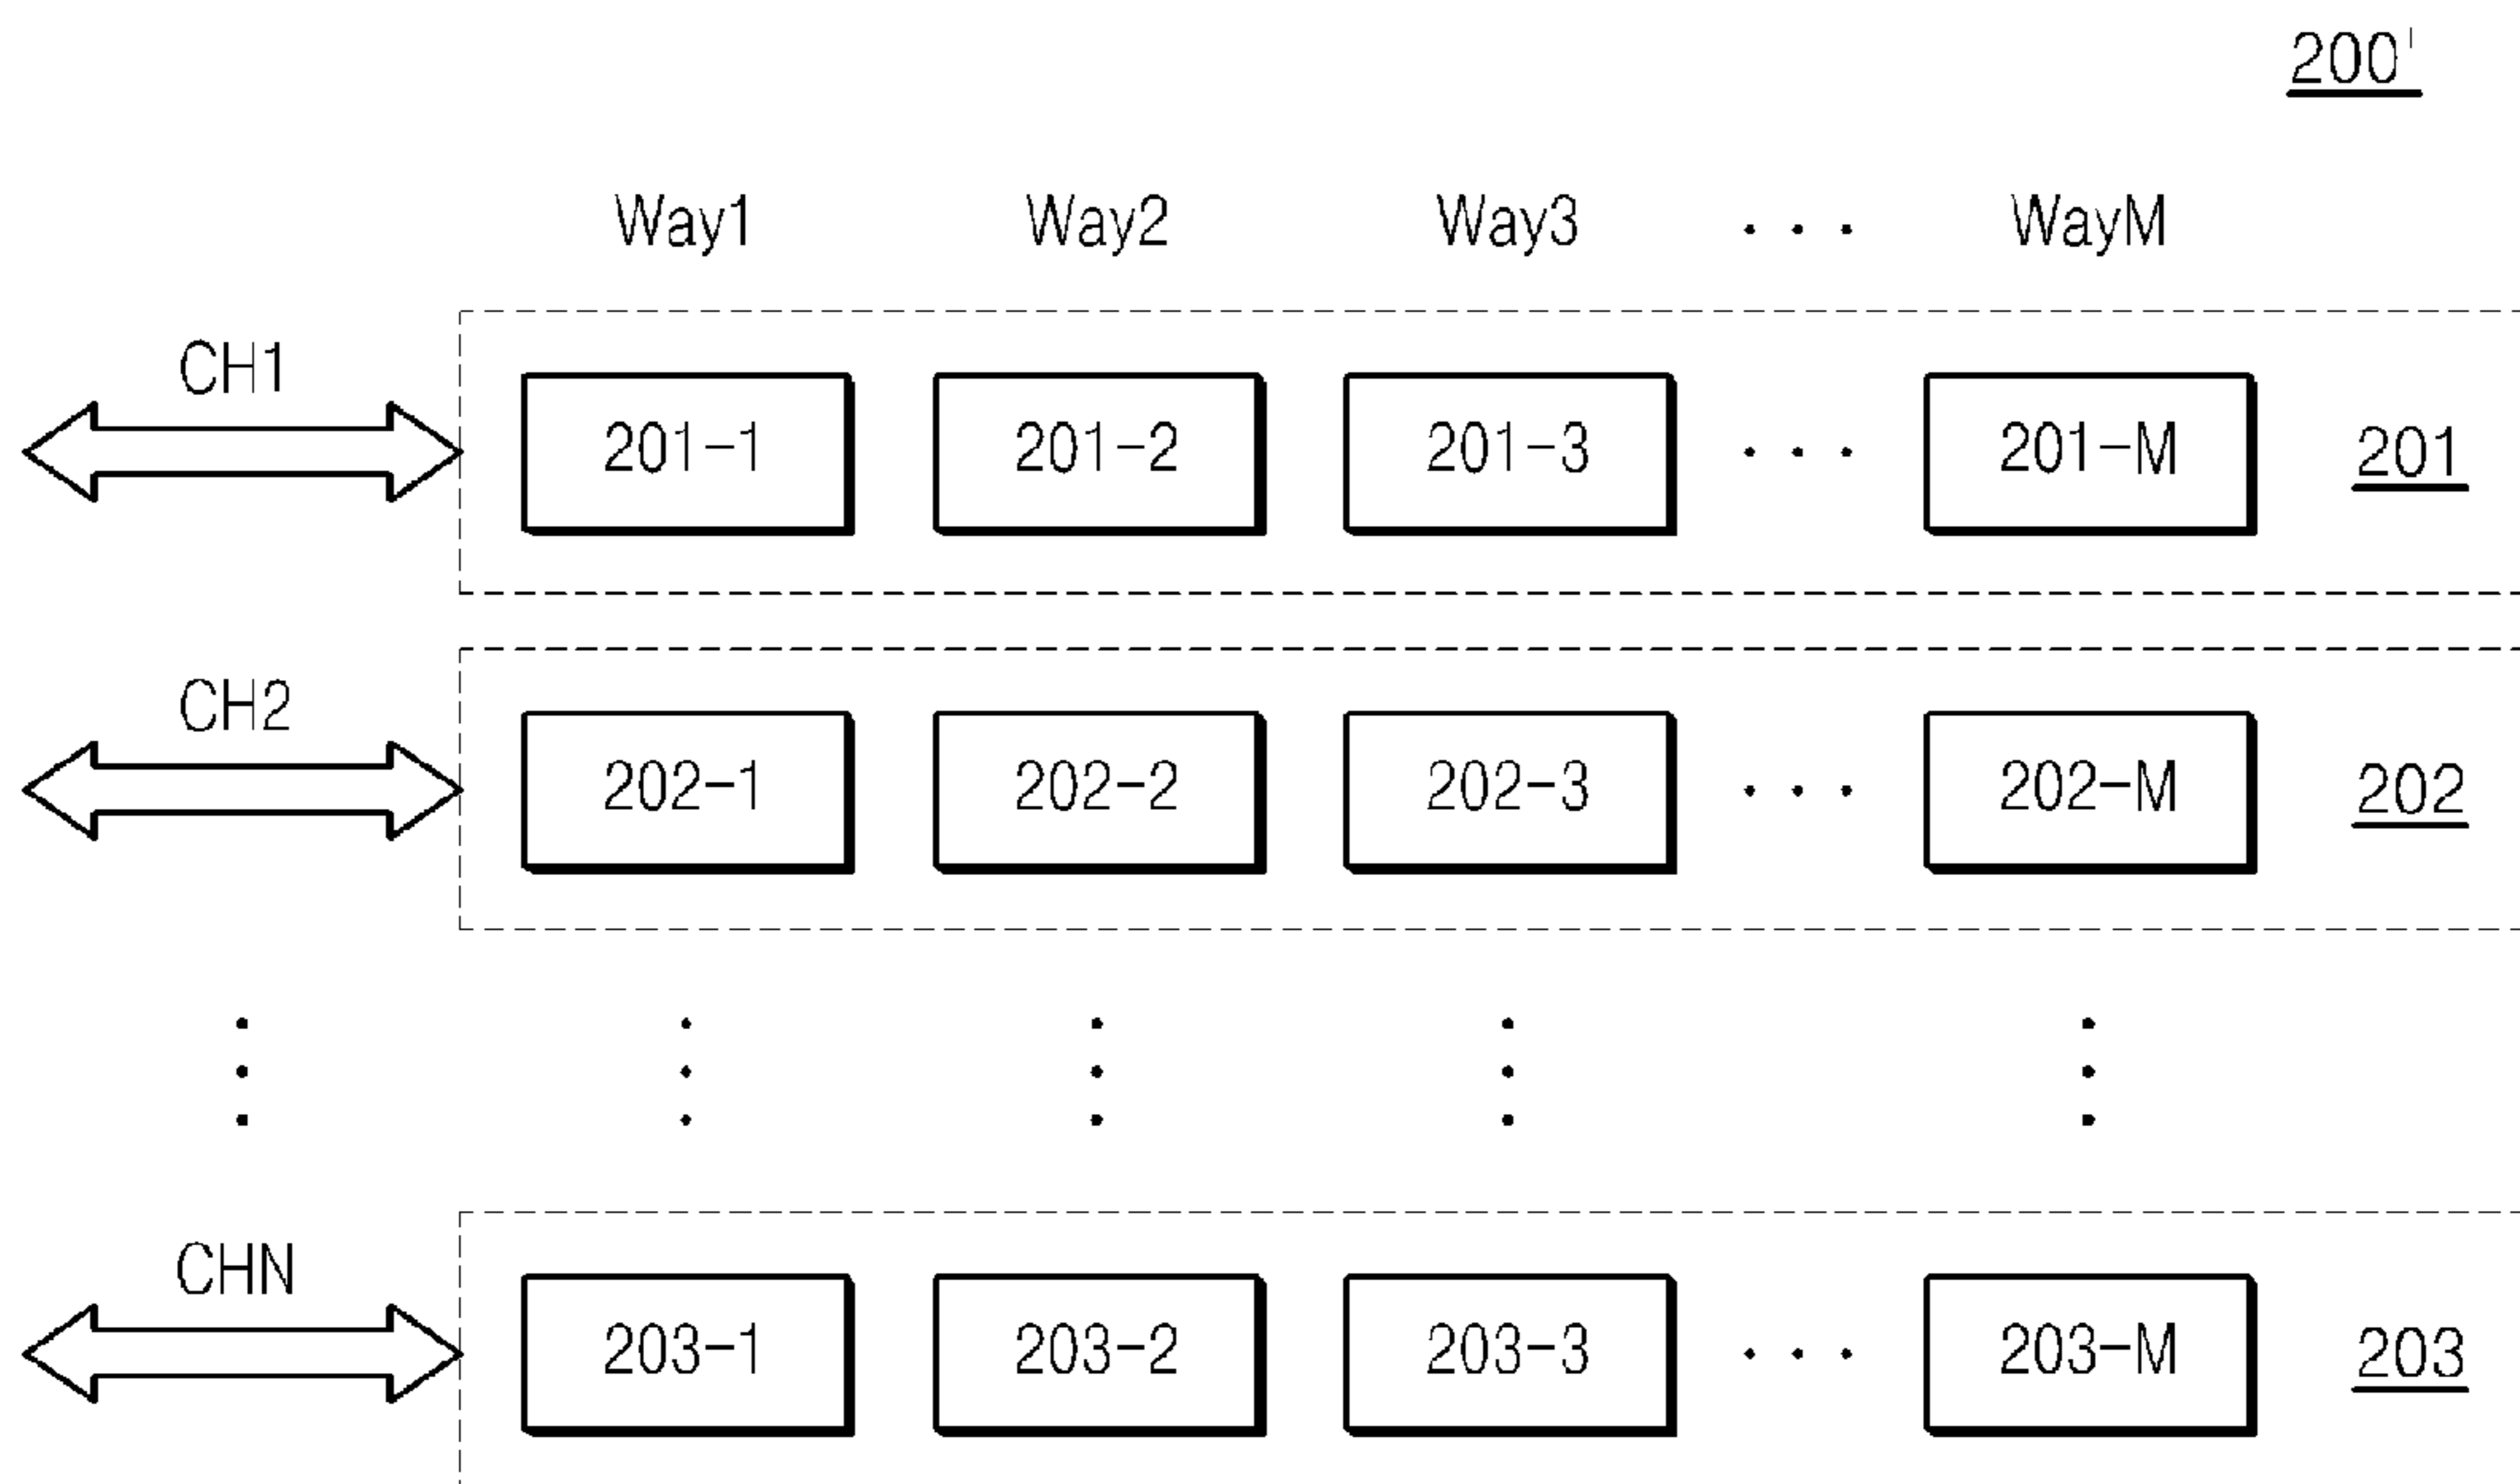 200'
Way1 Way2 Way3 ... WayM
CH1
201-1 201-2 201-3 ... 201-M 201
CH2
202-1 202-2 202-3 ... 202-M 202
CHN
203-1 203-2 203-3 ... 203-M 203